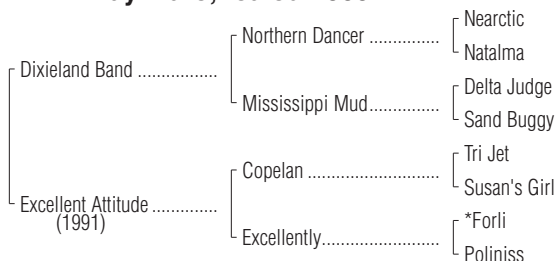 Nearctic
Northern Dancer ................
Natalma
Dixieland Band ..................
Delta Judge
Mississippi Mud................
Sand Buggy
Tri Jet
Copelan ..............................
Susan's Girl
Excellent Attitude ...............
(1991)
*Forli
Excellently...........................
Poliniss